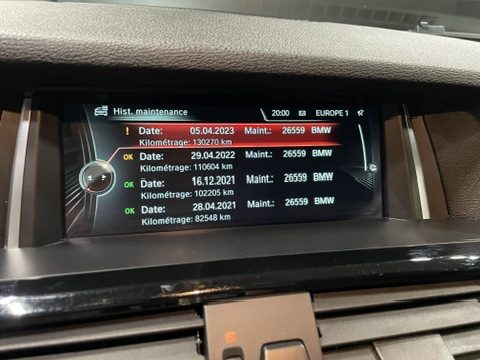 Hist. maintenance 20:00 EUROPE 1
! Date: 05.04.2023 Maint.: 26559 BMW
Kilométrage: 130270 km
OK Date: 29.04.2022 Maint.: 26559 BMW
Kilométrage: 110604 km
OK Date: 16.12.2021 Maint.: 26559 BMW
Kilométrage: 102205 km
OK Date: 28.04.2021 Maint.: 26559 BMW
Kilométrage: 82548 km